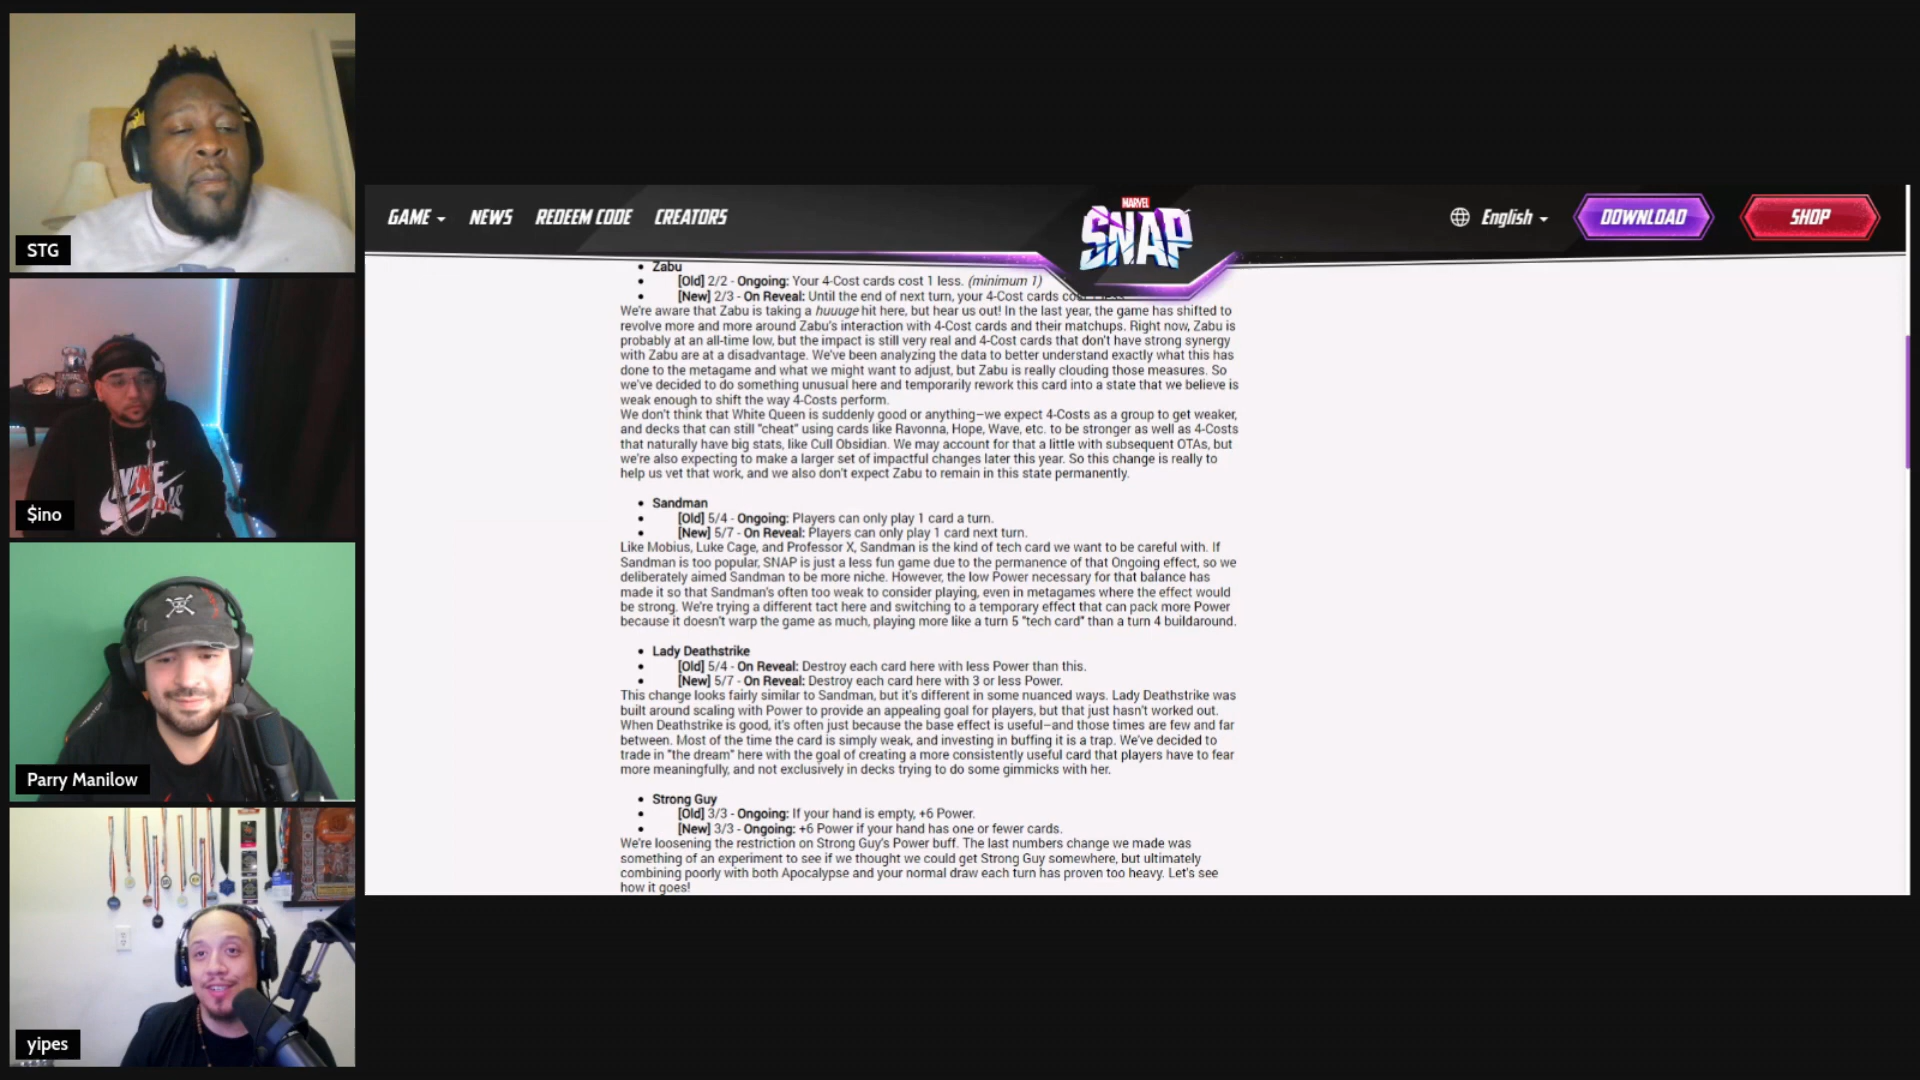 STG
$ino
Parry Manilow
yipes
GAME
NEWS
REDEEM CODE
CREATORS
MARVEL
SNAP
English
DOWNLOAD
SHOP
• Zabu
• [Old] 2/2 - Ongoing: Your 4-Cost cards cost 1 less. (minimum 1)
• [New] 2/3 - On Reveal: Until the end of next turn, your 4-Cost cards
We're aware that Zabu is taking a huuuge hit here, but hear us out! In the last year, the game has shifted to
revolve more and more around Zabu's interaction with 4-Cost cards and their matchups. Right now, Zabu is
probably at an all-time low, but the impact is still very real and 4-Cost cards that don't have strong synergy
with Zabu are at a disadvantage. We've been analyzing the data to better understand exactly what this has
done to the metagame and what we might want to adjust, but Zabu is really clouding those measures. So
we've decided to do something unusual here and temporarily rework this card into a state that we believe is
weak enough to shift the way 4-Costs perform.
We don't think that White Queen is suddenly good or anything—we expect 4-Costs as a group to get weaker,
and decks that can still "cheat" using cards like Ravonna, Hope, Wave, etc. to be stronger as well as 4-Costs
that naturally have big stats, like Cull Obsidian. We may account for that a little with subsequent OTAs, but
we're also expecting to make a larger set of impactful changes later this year. So this change is really to
help us vet that work, and we also don't expect Zabu to remain in this state permanently.
• Sandman
• [Old] 5/4 - Ongoing: Players can only play 1 card a turn.
• [New] 5/7 - On Reveal: Players can only play 1 card next turn.
Like Mobius, Luke Cage, and Professor X, Sandman is the kind of tech card we want to be careful with. If
Sandman is too popular, SNAP is just a less fun game due to the permanence of that Ongoing effect, so we
deliberately aimed Sandman to be more niche. However, the low Power necessary for that balance has
made it so that Sandman's often too weak to consider playing, even in metagames where the effect would
be strong. We're trying a different tact here and switching to a temporary effect that can pack more Power
because it doesn't warp the game as much, playing more like a turn 5 "tech card" than a turn 4 buildaround.
• Lady Deathstrike
• [Old] 5/4 - On Reveal: Destroy each card here with less Power than this.
• [New] 5/7 - On Reveal: Destroy each card here with 3 or less Power.
This change looks fairly similar to Sandman, but it's different in some nuanced ways. Lady Deathstrike was
built around scaling with Power to provide an appealing goal for players, but that just hasn't worked out.
When Deathstrike is good, it's often just because the base effect is useful—and those times are few and far
between. Most of the time the card is simply weak, and investing in buffing it is a trap. We've decided to
trade in "the dream" here with the goal of creating a more consistently useful card that players have to fear
more meaningfully, and not exclusively in decks trying to do some gimmicks with her.
• Strong Guy
• [Old] 3/3 - Ongoing: If your hand is empty, +6 Power.
• [New] 3/3 - Ongoing: +6 Power if your hand has one or fewer cards.
We're loosening the restriction on Strong Guy's Power buff. The last numbers change we made was
something of an experiment to see if we thought we could get Strong Guy somewhere, but ultimately
combining poorly with both Apocalypse and your normal draw each turn has proven too heavy. Let's see
how it goes!